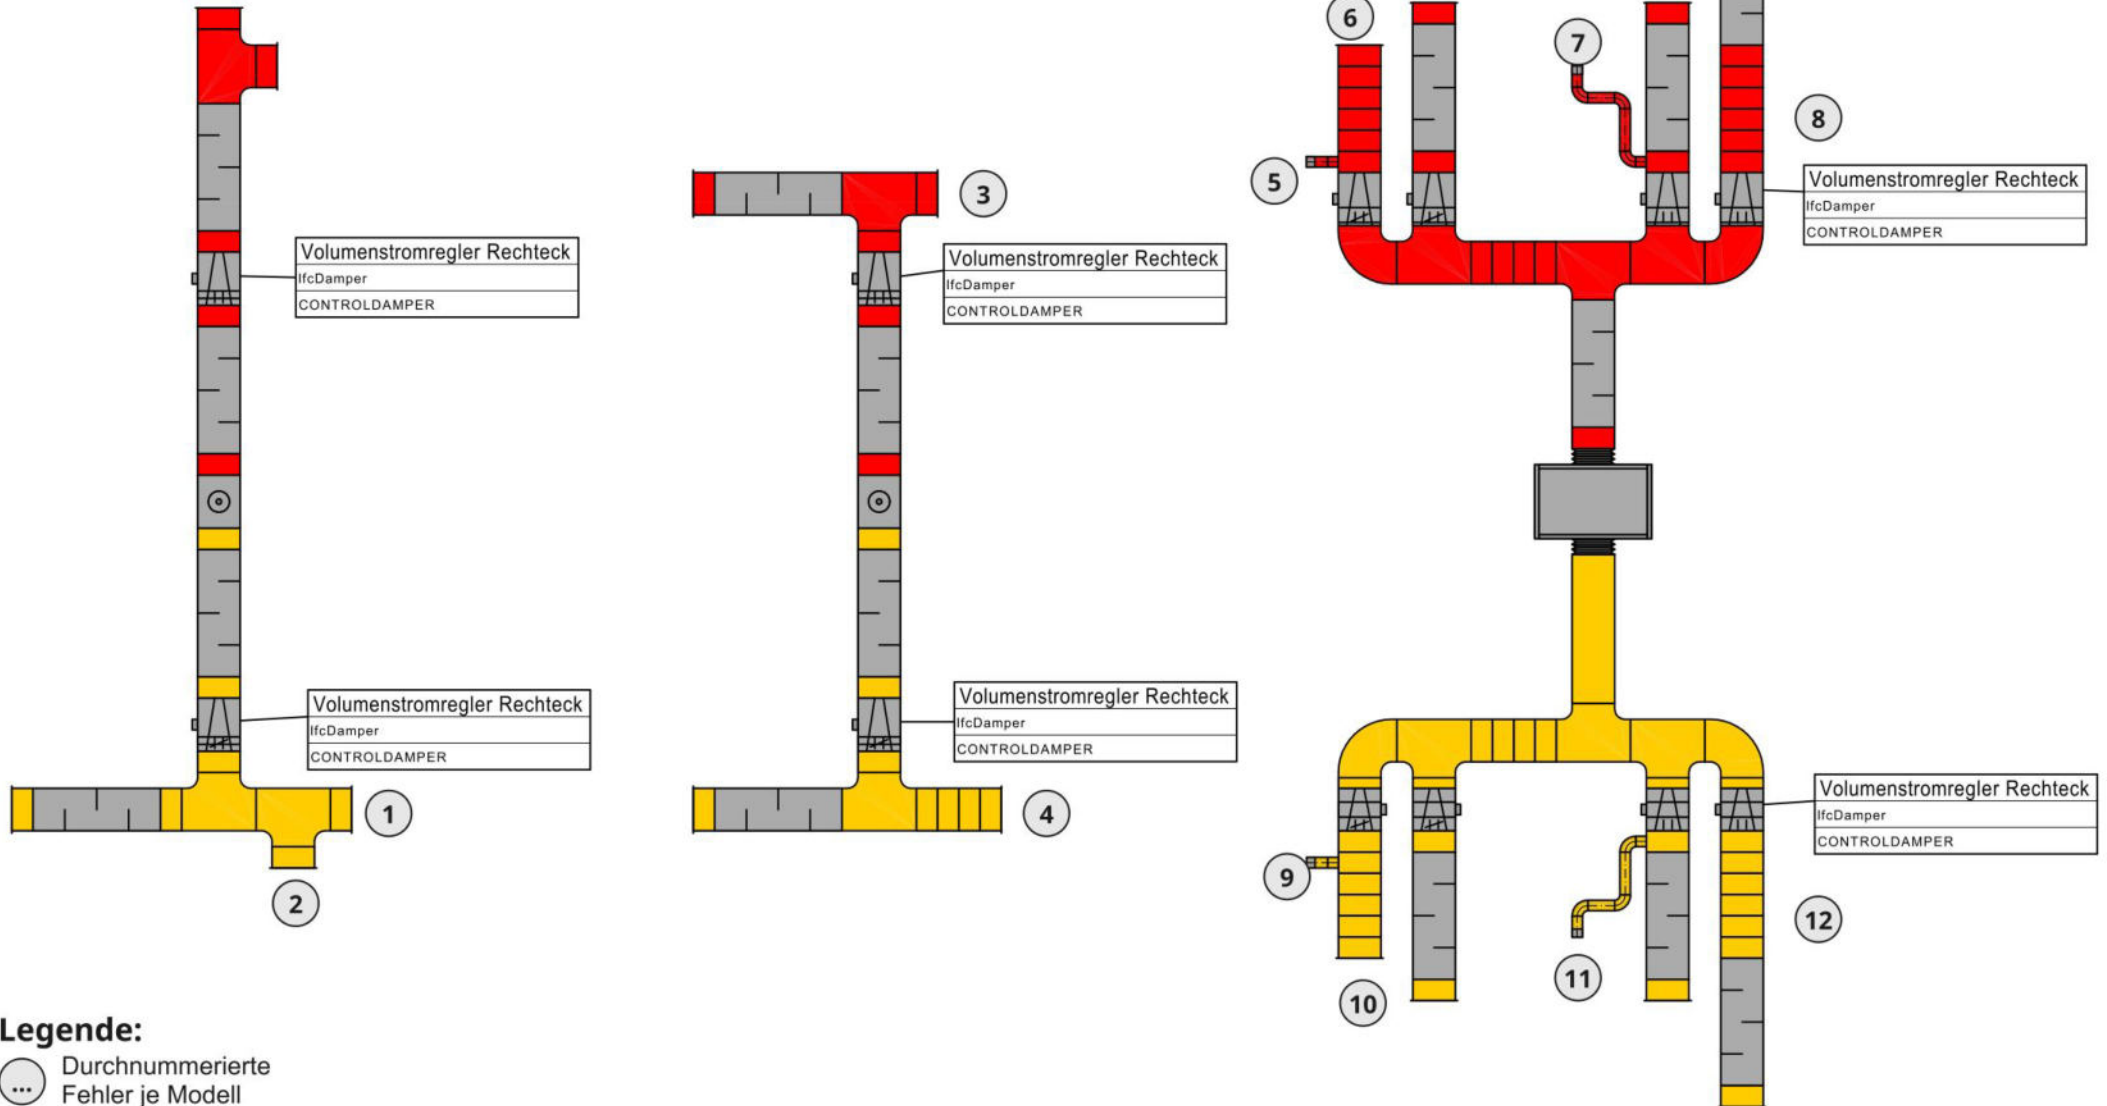 6
7
8
5
3
Volumenstromregler Rechteck
IfcDamper
CONTROLDAMPER
Volumenstromregler Rechteck
IfcDamper
CONTROLDAMPER
Volumenstromregler Rechteck
IfcDamper
CONTROLDAMPER
Volumenstromregler Rechteck
IfcDamper
CONTROLDAMPER
Volumenstromregler Rechteck
IfcDamper
CONTROLDAMPER
Volumenstromregler Rechteck
IfcDamper
CONTROLDAMPER
1
4
2
9
12
11
10
Legende:
... Durchnummerierte
Fehler je Modell